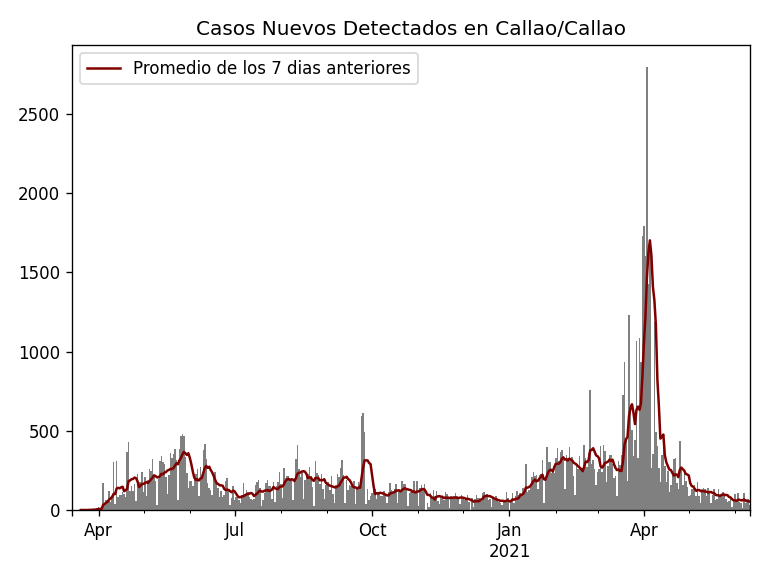 Casos Nuevos Detectados en Callao/Callao
Promedio de los 7 dias anteriores
2500
2000
1500
1000
500
0
Apr Jul Oct Jan Apr
2021